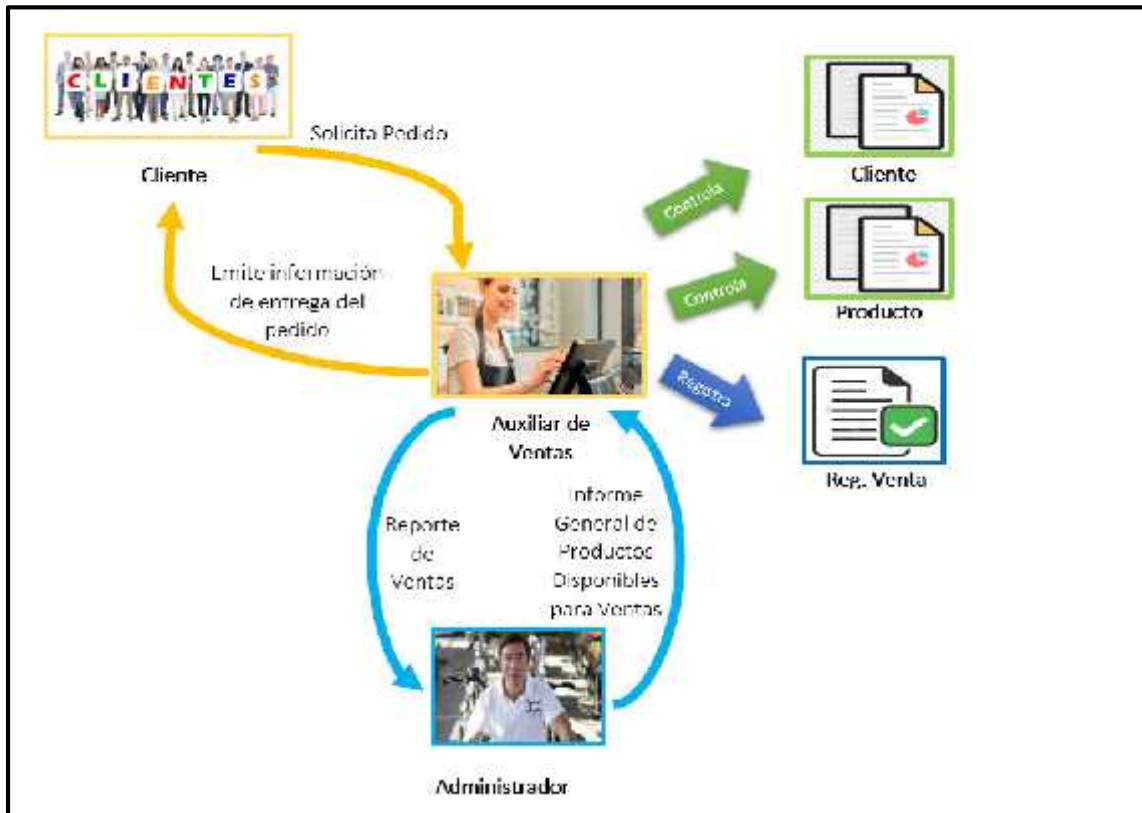 CLIENTES
Solicita Pedido
Cliente
Emite información
de entrega del
pedido
Auxiliar de
Ventas
Controla
Cliente
Controla
Producto
Registra
Reg. Venta
Reporte
de
Ventas
Informe
General de
Productos
Disponibles
para Ventas
Administrador